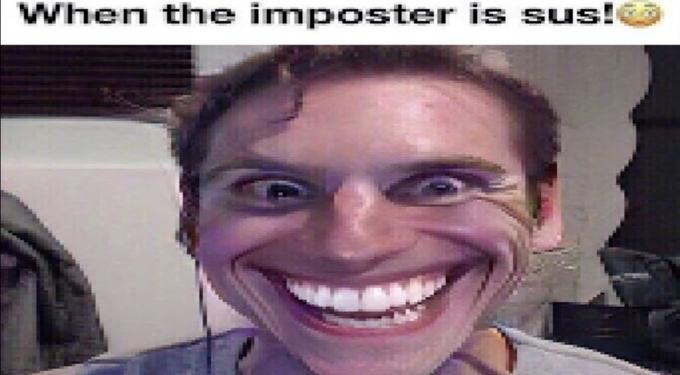 When the imposter is sus!😳